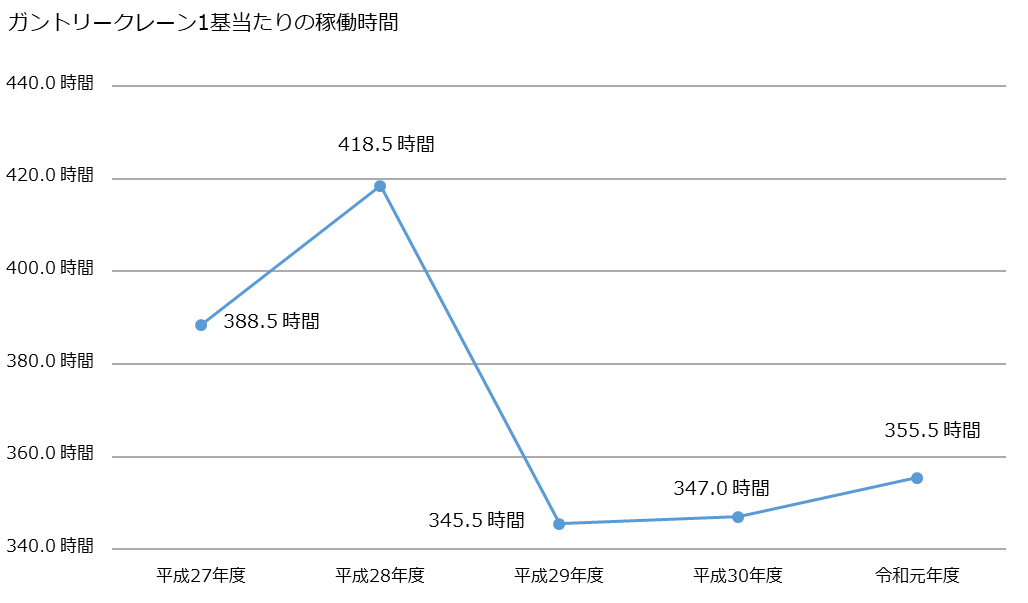 ガントリークレーン1基当たりの稼働時間
440.0 時間
418.5 時間
420.0 時間
400.0 時間
388.5 時間
380.0 時間
355.5 時間
360.0 時間
347.0 時間
345.5 時間
340.0 時間
平成27年度 平成28年度 平成29年度 平成30年度 令和元年度